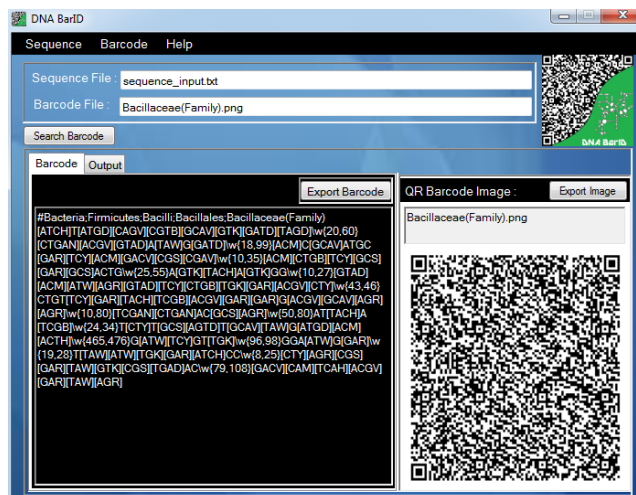 DNA BarID
Sequence Barcode Help
Sequence File : sequence_input.txt
Barcode File : Bacillaceae(Family).png
Search Barcode
DNA BarID
Barcode Output
Export Barcode
QR Barcode Image :
Export Image
#Bacteria;Firmicutes;Bacilli;Bacillales;Bacillaceae(Family)
[ATCH]T[ATGD][CAGV][CGTB][GCAV][GTK][GATD][TAGD]\w{20,60}
[CTGAN][ACGV][GTAD]A[TAW]G[GATD]\w{18,99}[ACM]C[GCAV]ATGC
[GAR][TCY][ACM][GACV][CGS][CGAV]\w{10,35}[ACM][CTGB][TCY][GCS]
[GAR][GCS]ACTG\w{25,55}A[GTK][TACH]A[GTK]GG\w{10,27}[GTAD]
[ACM][ATW][AGR][GTAD][TCY][CTGB][TGK][GAR][ACGV][CTY]\w{43,46}
CTGT[TCY][GAR][TACH][TCGB][ACGV][GAR][GAR]G[ACGV][GCAV][AGR]
[AGR]\w{10,80}[TCGAN][CTGAN]AC[GCS][AGR]\w{50,80}AT[TACH]A
[TCGB]\w{24,34}T[CTY]T[GCS][AGTD]T[GCAV][TAW]G[ATGD][ACM]
[ACTH]\w{465,476}G[ATW][TCY]GT[TGK]\w{96,98}GGA[ATW]G[GAR]\w
{19,28}T[TAW][ATW][TGK][GAR][ATCH]CC\w{8,25}[CTY][AGR][CGS]
[GAR][TAW][GTK][CGS][TGAD]AC\w{79,108}[GACV][CAM][TCAH][ACGV]
[GAR][TAW][AGR]
Bacillaceae(Family).png